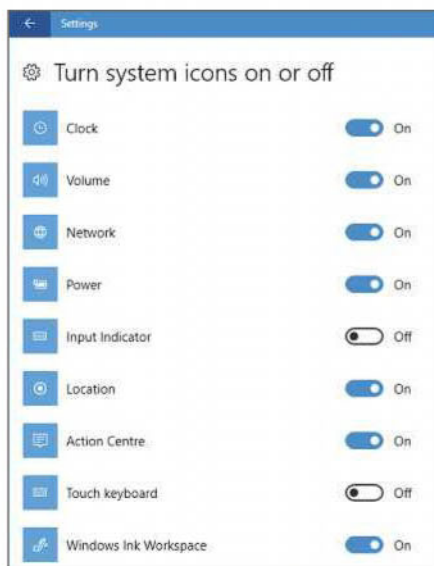 Settings
Turn system icons on or off
Clock On
Volume On
Network On
Power On
Input Indicator Off
Location On
Action Centre On
Touch keyboard Off
Windows Ink Workspace On